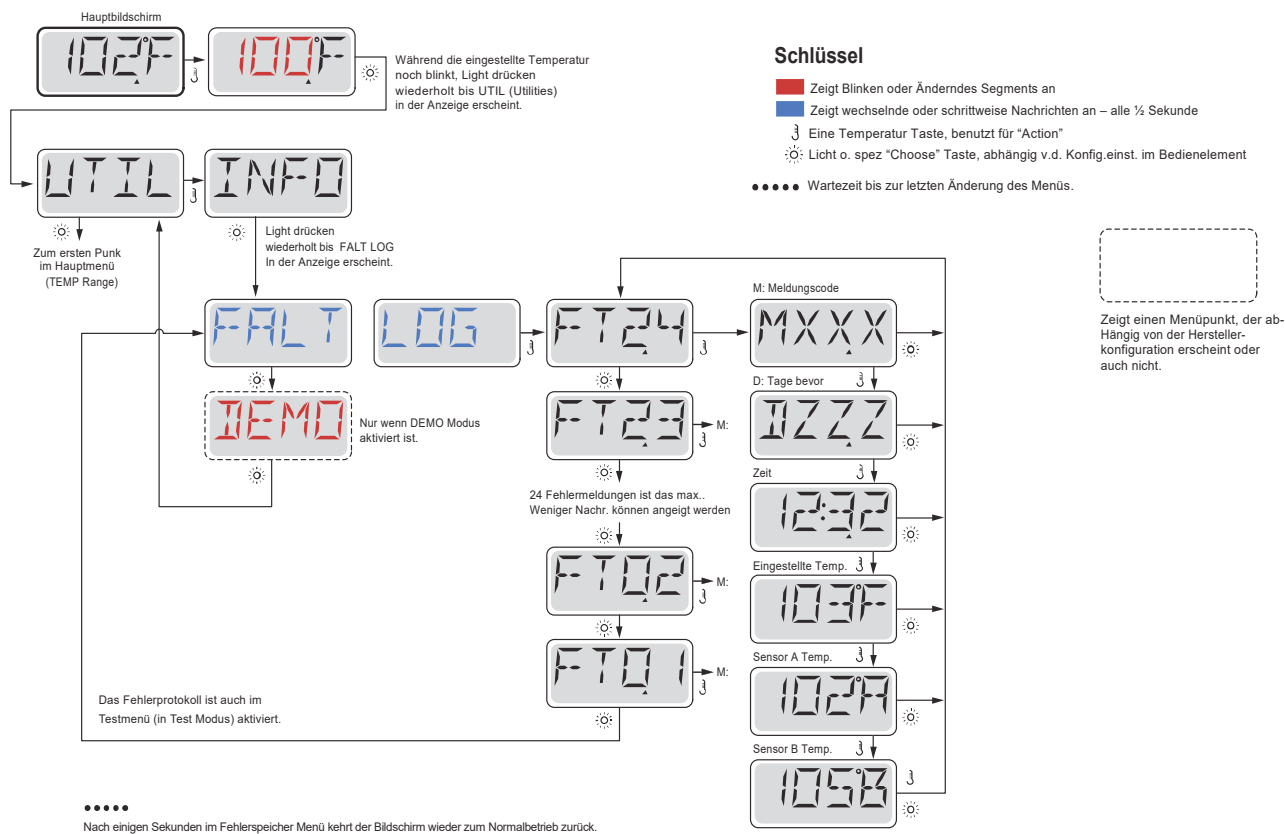 Hauptbildschirm
102°F
100°F
Während die eingestellte Temperatur
noch blinkt, Light drücken
wiederholt bis UTIL (Utilities)
in der Anzeige erscheint.
Schlüssel
Zeigt Blinken oder Änderndes Segments an
Zeigt wechselnde oder schrittweise Nachrichten an – alle ½ Sekunde
Eine Temperatur Taste, benutzt für “Action”
Licht o. spez “Choose” Taste, abhängig v.d. Konfig.einst. im Bedienelement
Wartezeit bis zur letzten Änderung des Menüs.
UTIL
INFO
Zum ersten Punk
im Hauptmenü
(TEMP Range)
Light drücken
wiederholt bis FALT LOG
In der Anzeige erscheint.
Zeigt einen Menüpunkt, der ab-
Hängig von der Hersteller-
konfiguration erscheint oder
auch nicht.
FALT
LOG
FT24
M: Meldungscode
MXXX
DEMO
Nur wenn DEMO Modus
aktiviert ist.
FT23
M:
D: Tage bevor
DZZZ
24 Fehlermeldungen ist das max..
Weniger Nachr. können angeigt werden
Zeit
12:32
FT02
M:
Eingestellte Temp.
103°F
FT01
M:
Sensor A Temp.
102°A
Das Fehlerprotokoll ist auch im
Testmenü (in Test Modus) aktiviert.
Sensor B Temp.
105°B
Nach einigen Sekunden im Fehlerspeicher Menü kehrt der Bildschirm wieder zum Normalbetrieb zurück.